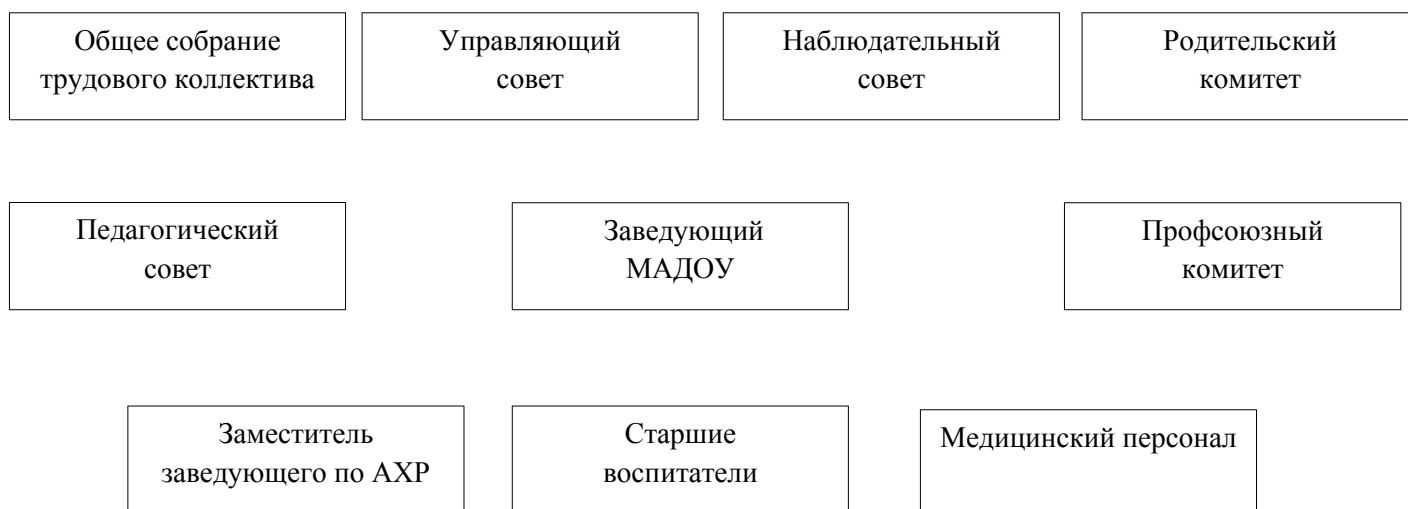 Общее собрание
трудового коллектива
Управляющий
совет
Наблюдательный
совет
Родительский
комитет
Педагогический
совет
Заведующий
МАДОУ
Профсоюзный
комитет
Заместитель
заведующего по АХР
Старшие
воспитатели
Медицинский персонал